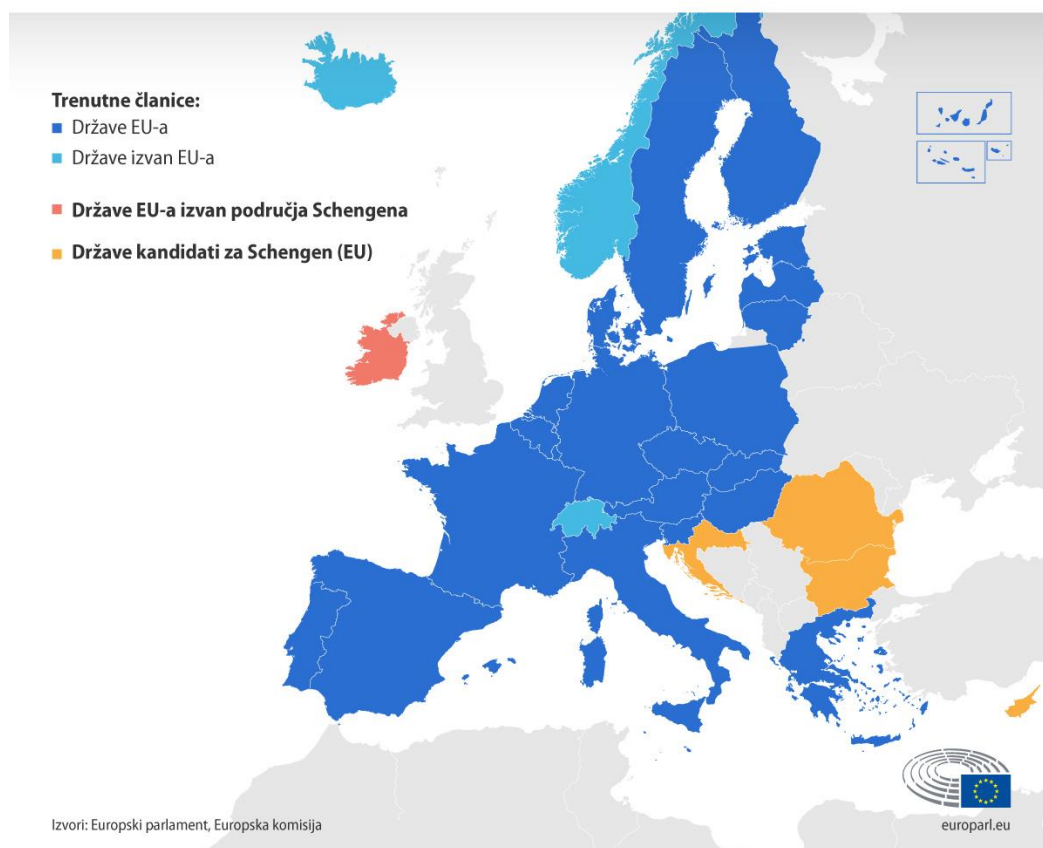 Trenutne članice:
Države EU-a
Države izvan EU-a
Države EU-a izvan područja Schengena
Države kandidati za Schengen (EU)
Izvori: Europski parlament, Europska komisija
europarl.eu